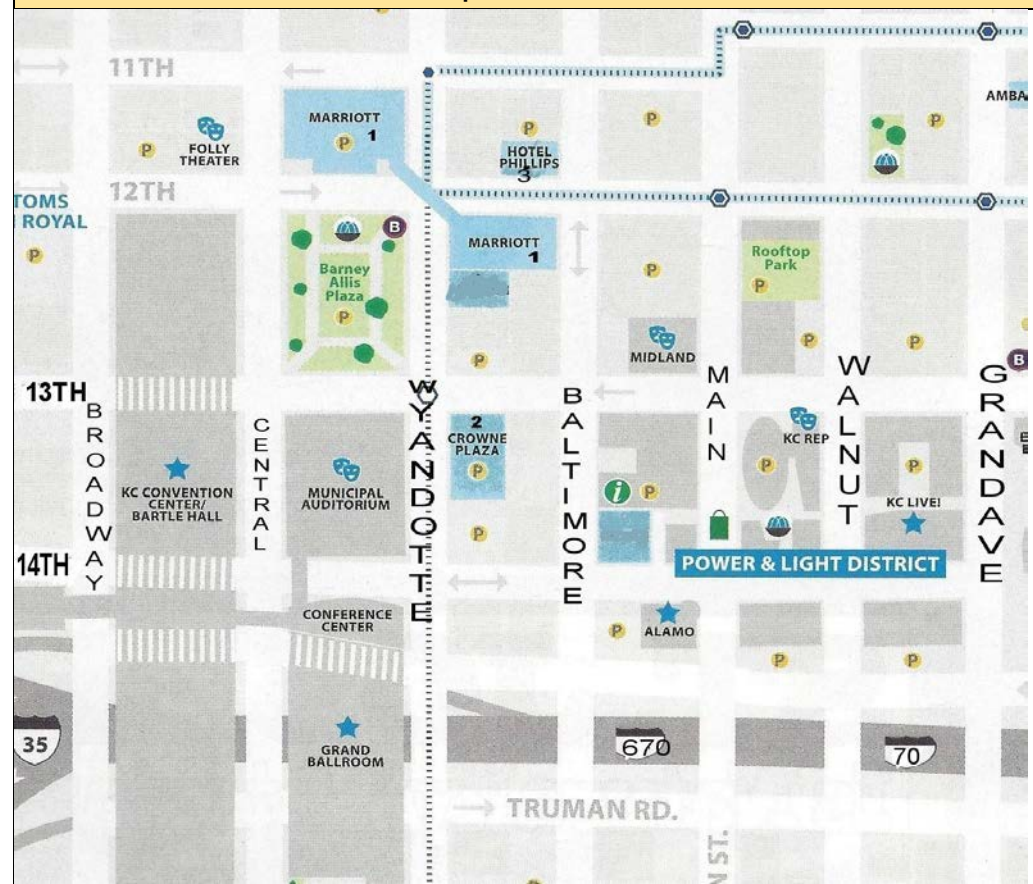 11TH
AMBA
MARRIOTT
P 1
P
P
P
P
FOLLY
THEATER
HOTEL
PHILLIPS
3
12TH
TOMS
ROYAL
B
MARRIOTT
1
P
Barney
Allis
Plaza
P
P
Rooftop
Park
P
P
P
P
MIDLAND
B
13TH
BROADWAY
CENTRAL
WYANDOTTE
BALTIMORE
MAIN
WALNUT
GRANDAVE
2
CROWNE
PLAZA
P
KC REP
P
P
KC CONVENTION
CENTER/
BARTLE HALL
MUNICIPAL
AUDITORIUM
i P
KC LIVE!
P
14TH
POWER & LIGHT DISTRICT
CONFERENCE
CENTER
P
ALAMO
P
P
35
GRAND
BALLROOM
670
70
TRUMAN RD.
N ST.